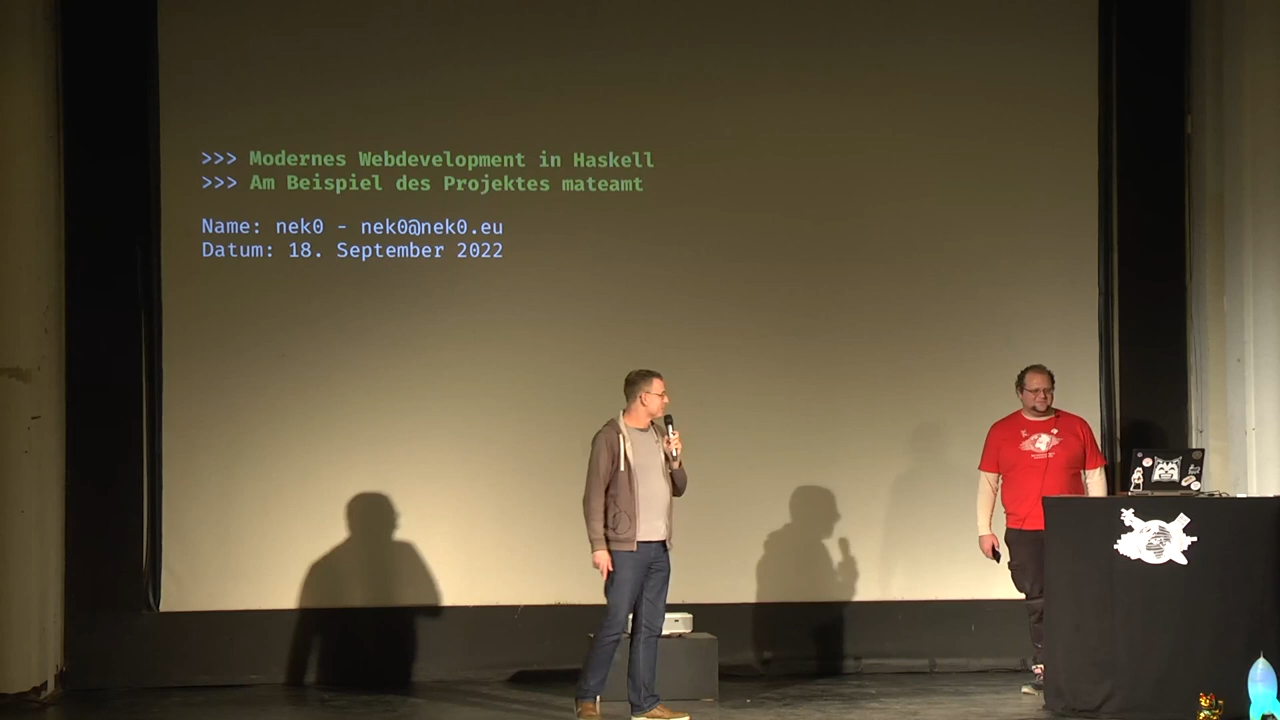 >>> Modernes Webdevelopment in Haskell
>>> Am Beispiel des Projektes mateamt
Name: nek0 - nek0@nek0.eu
Datum: 18. September 2022